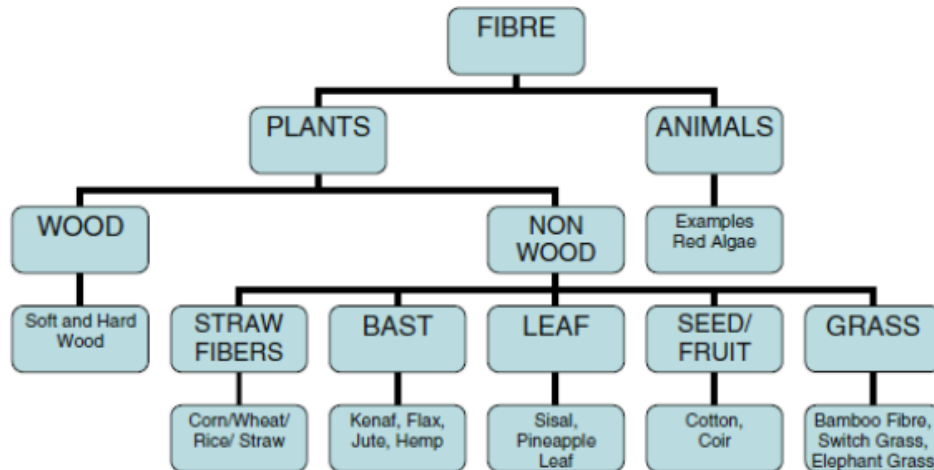 FIBRE
PLANTS
ANIMALS
WOOD
NON
WOOD
Examples
Red Algae
Soft and Hard
Wood
STRAW
FIBERS
BAST
LEAF
SEED/
FRUIT
GRASS
Corn/Wheat/
Rice/ Straw
Kenaf, Flax,
Jute, Hemp
Sisal,
Pineapple
Leaf
Cotton,
Coir
Bamboo Fibre,
Switch Grass,
Elephant Grass